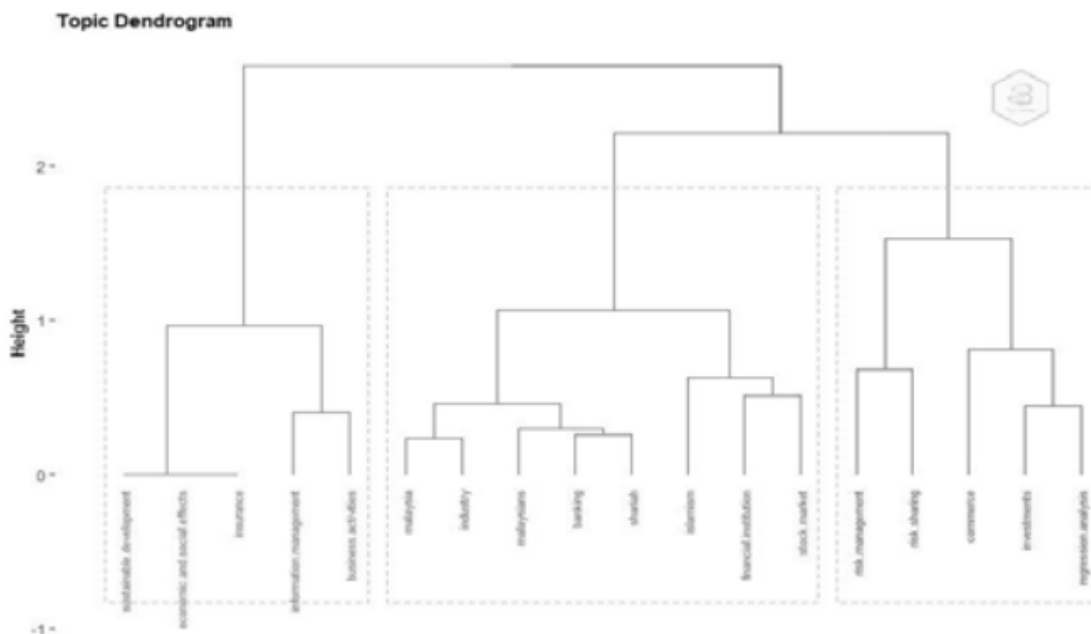 Topic Dendrogram
2
1
Height
0
-1
sustainable.development
economic.and.social.effects
insurance
information.management
business.activities
malaysia
industry
malaysians
banking
shariah
islamism
financial.institution
stock.market
risk.management
risk.sharing
commerce
investments
regression.analysis